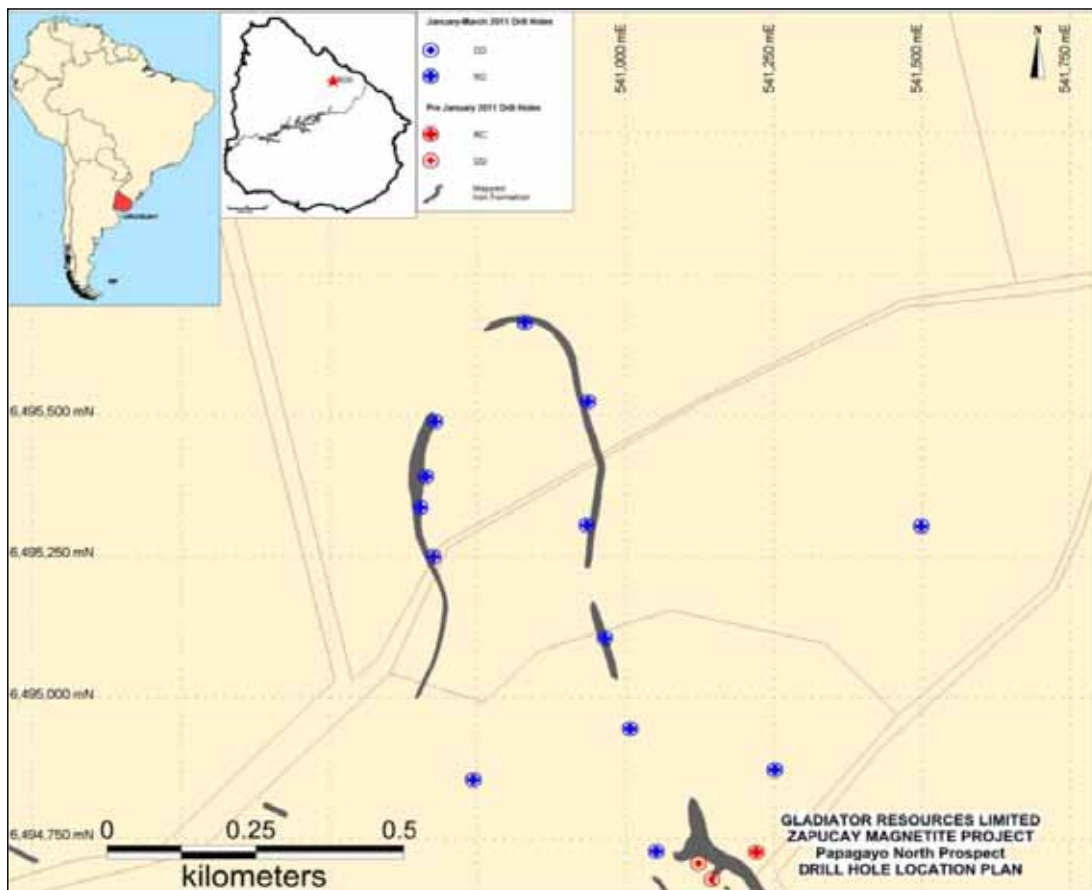 January-March 2011 Drill Holes
Pre January 2011 Drill Holes
RC
Mapped
Iron Formation
URUGUAY
N
541,000 mE
541,250 mE
541,500 mE
541,750 mE
6,495,500 mN
6,495,250 mN
6,495,000 mN
6,494,750 mN
0 0.25 0.5
kilometers
GLADIATOR RESOURCES LIMITED
ZAPUCAY MAGNETITE PROJECT
Papagayo North Prospect
DRILL HOLE LOCATION PLAN